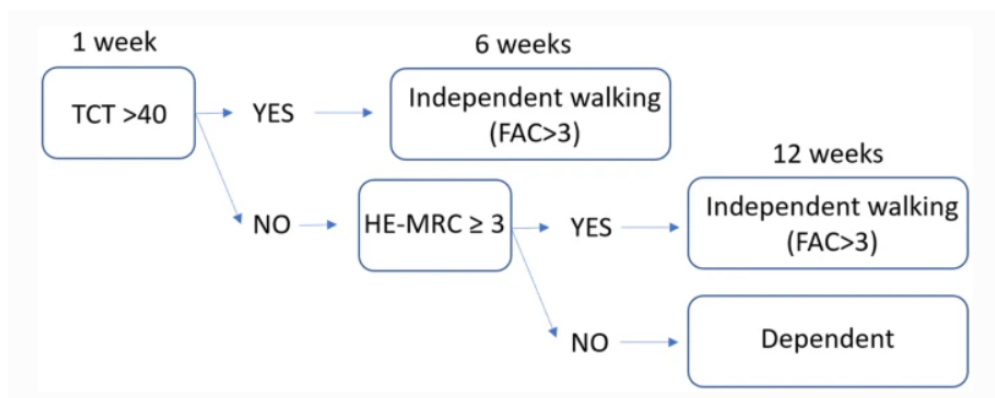 1 week
6 weeks
TCT >40
YES
Independent walking
(FAC>3)
12 weeks
NO
HE-MRC ≥ 3
YES
Independent walking
(FAC>3)
NO
Dependent